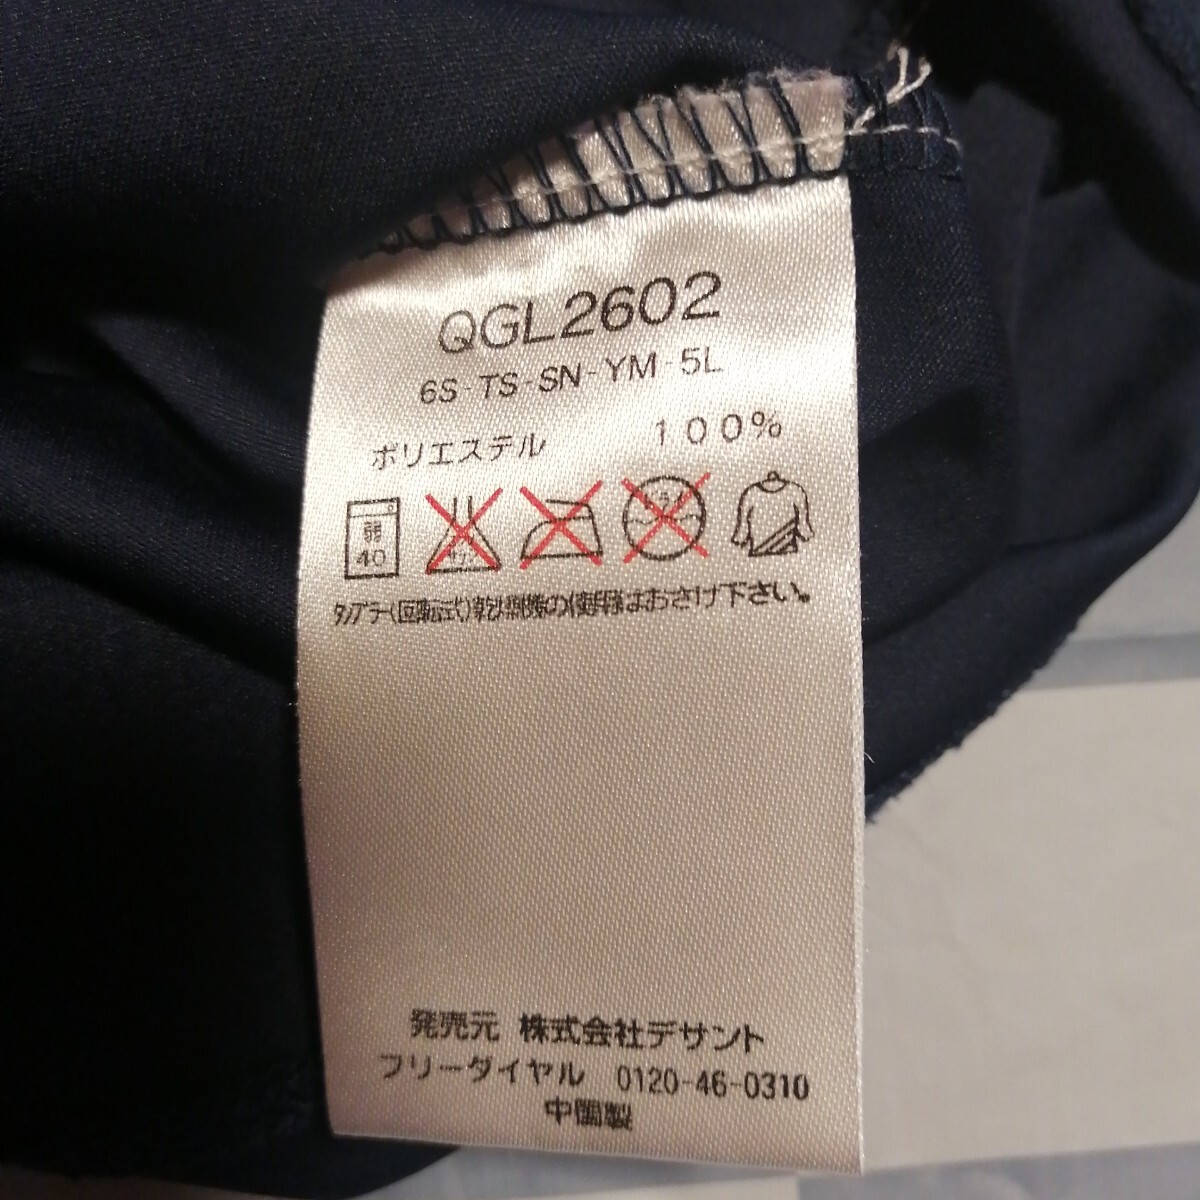 QGL2602
6S-TS-SN-YM-5L
ポリエステル 100%
弱
40
ドライ
タンブラー(回転式)乾燥機の使用はおさけ下さい。
発売元 株式会社デサント
フリーダイヤル 0120-46-0310
中国製